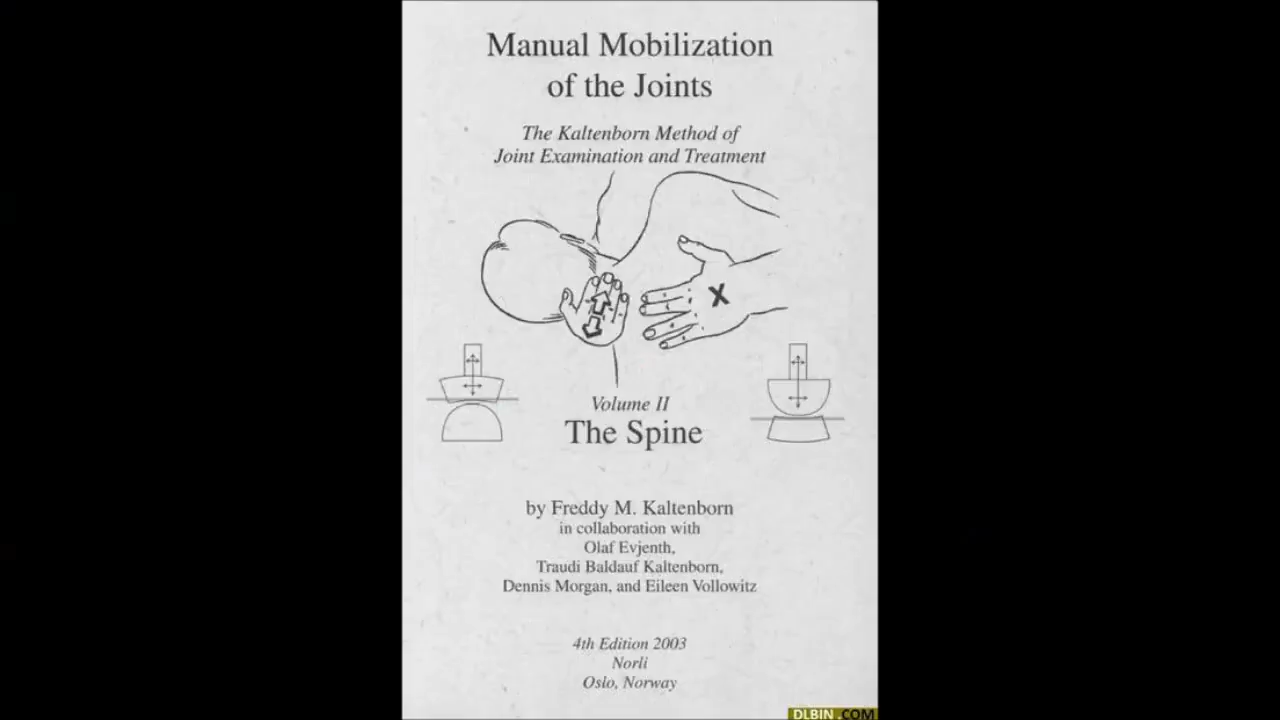 Manual Mobilization
of the Joints
The Kaltenborn Method of
Joint Examination and Treatment
X
Volume II
The Spine
by Freddy M. Kaltenborn
in collaboration with
Olaf Evjenth,
Traudi Baldauf Kaltenborn,
Dennis Morgan, and Eileen Vollowitz
4th Edition 2003
Norli
Oslo, Norway
DLBIN.COM